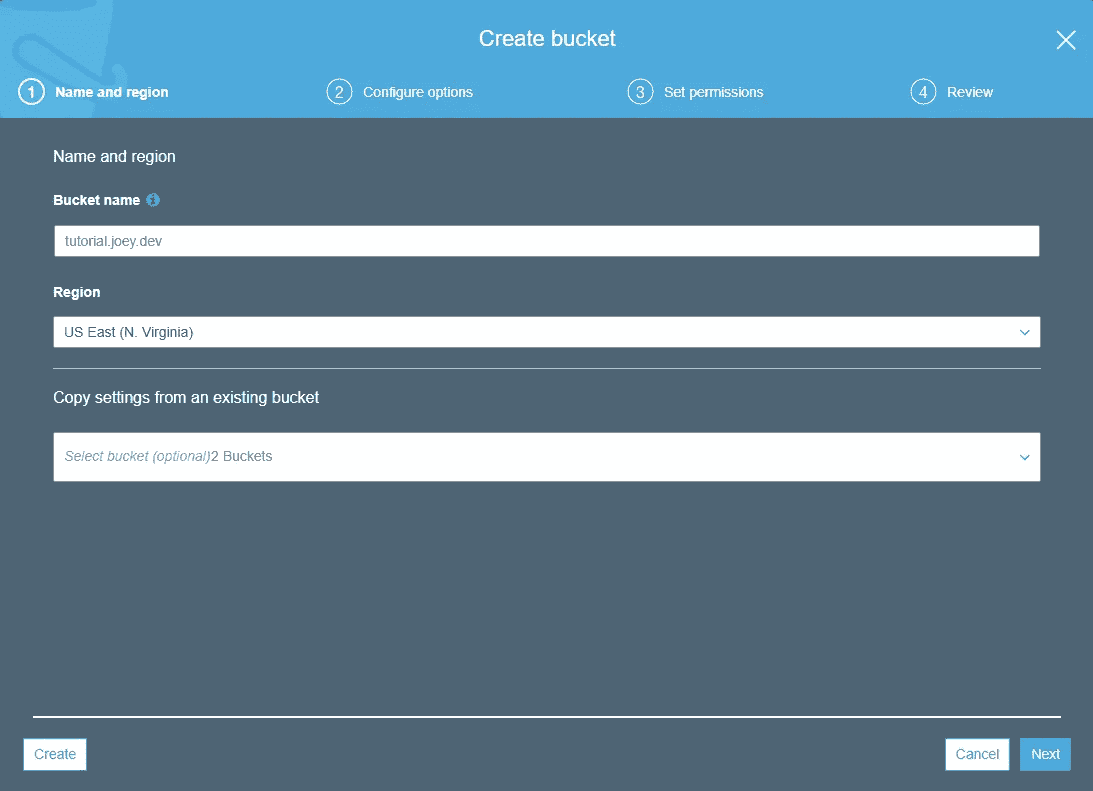 Create bucket
1 Name and region
2 Configure options
3 Set permissions
4 Review
Name and region
Bucket name i
tutorial.joey.dev
Region
US East (N. Virginia)
Copy settings from an existing bucket
Select bucket (optional)2 Buckets
Create
Cancel
Next